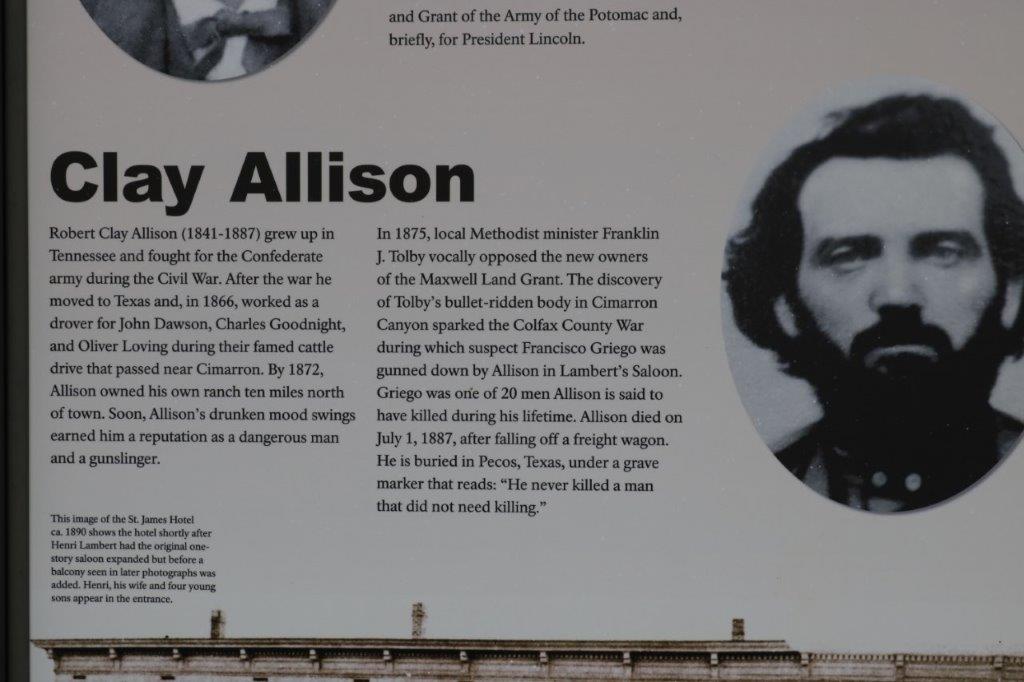 and Grant of the Army of the Potomac and,
briefly, for President Lincoln.
Clay Allison
Robert Clay Allison (1841-1887) grew up in
Tennessee and fought for the Confederate
army during the Civil War. After the war he
moved to Texas and, in 1866, worked as a
drover for John Dawson, Charles Goodnight,
and Oliver Loving during their famed cattle
drive that passed near Cimarron. By 1872,
Allison owned his own ranch ten miles north
of town. Soon, Allison's drunken mood swings
earned him a reputation as a dangerous man
and a gunslinger.
In 1875, local Methodist minister Franklin
J. Tolby vocally opposed the new owners
of the Maxwell Land Grant. The discovery
of Tolby's bullet-ridden body in Cimarron
Canyon sparked the Colfax County War
during which suspect Francisco Griego was
gunned down by Allison in Lambert's Saloon.
Griego was one of 20 men Allison is said to
have killed during his lifetime. Allison died on
July 1, 1887, after falling off a freight wagon.
He is buried in Pecos, Texas, under a grave
marker that reads: “He never killed a man
that did not need killing.”
This image of the St. James Hotel
ca. 1890 shows the hotel shortly after
Henri Lambert had the original one-
story saloon expanded but before a
balcony seen in later photographs was
added. Henri, his wife and four young
sons appear in the entrance.